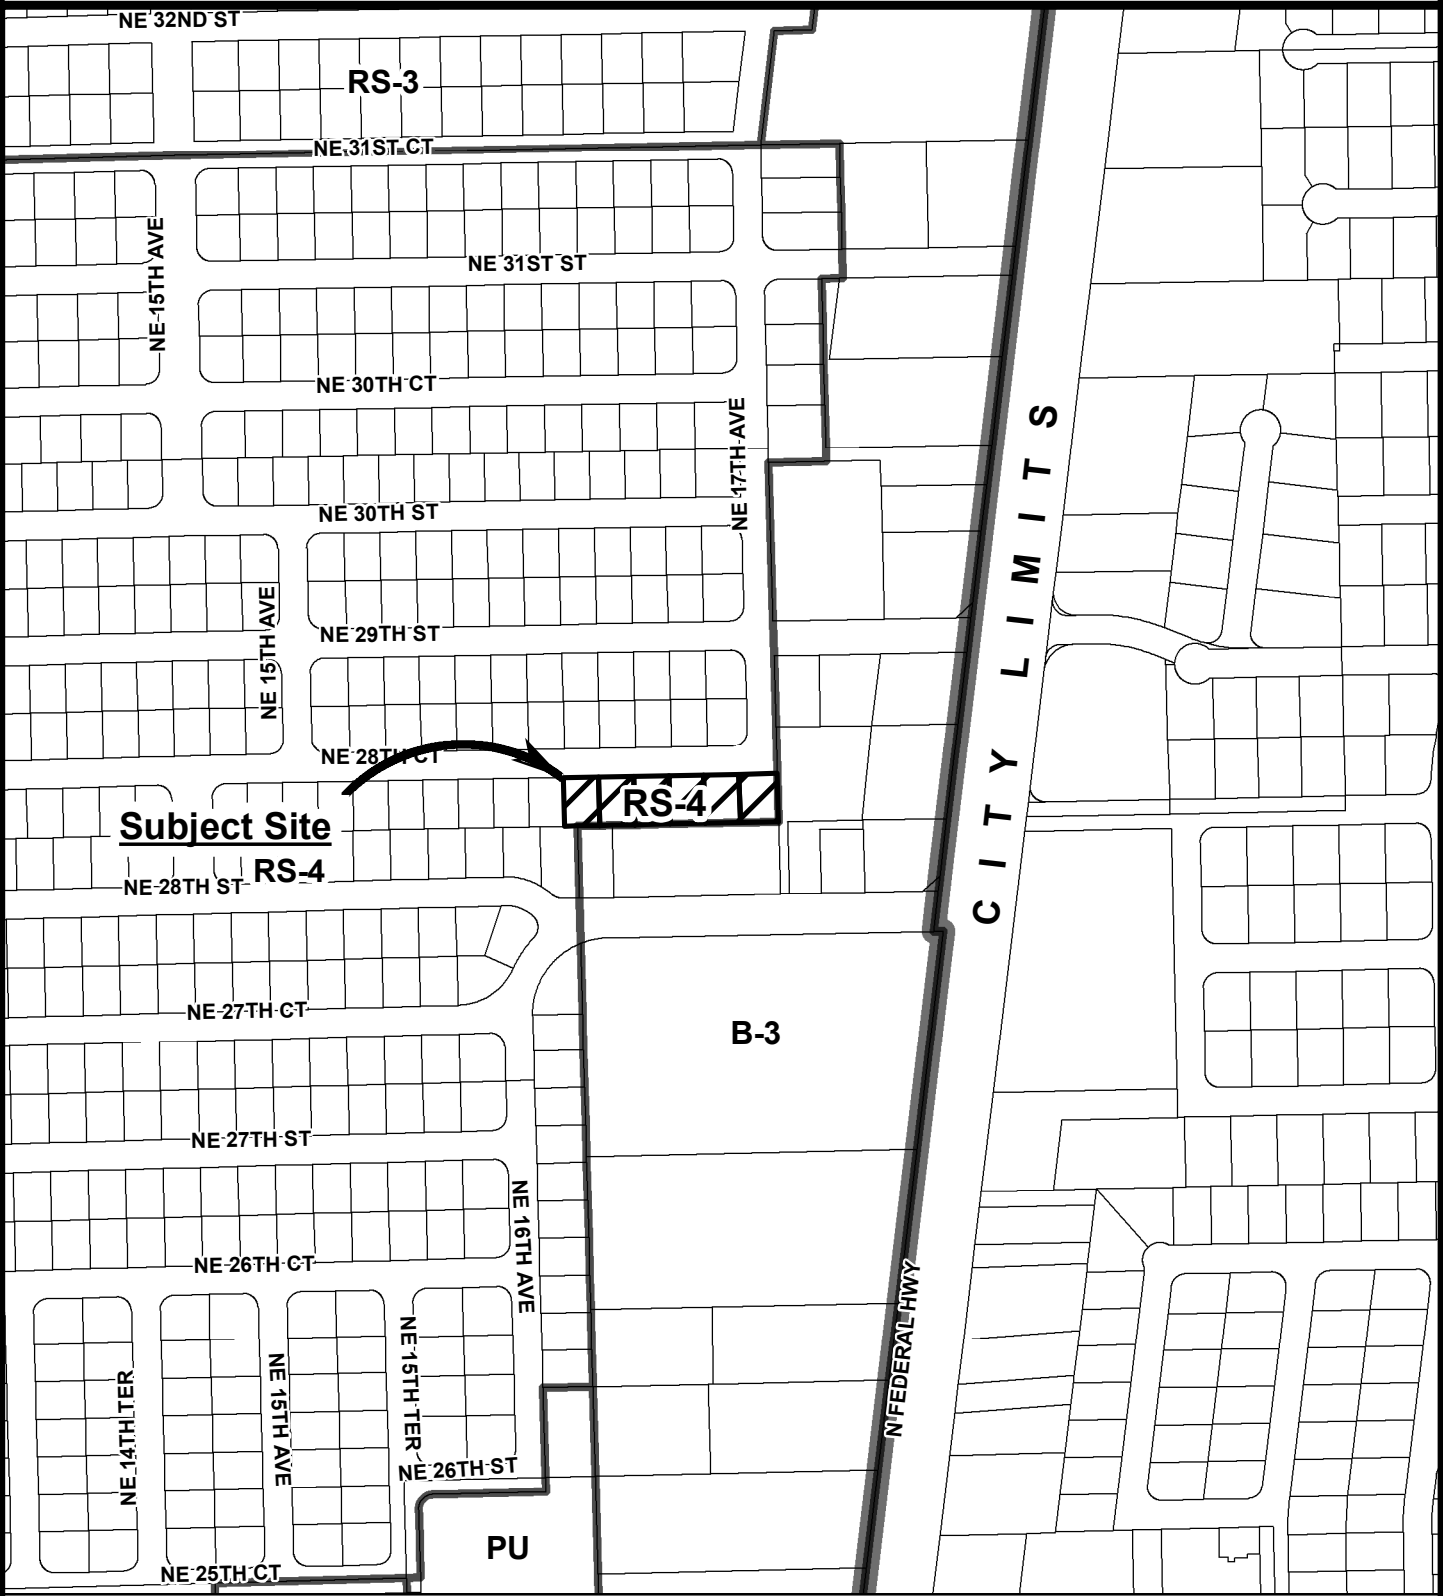 NE 32ND ST
RS-3
NE 31ST CT
NE 15TH AVE
NE 31ST ST
NE 30TH CT
NE 17TH AVE
CITY LIMITS
NE 30TH ST
NE 15TH AVE
NE 29TH ST
NE 28TH CT
RS-4
Subject Site
RS-4
NE 28TH ST
NE 27TH CT
B-3
NE 27TH ST
NE 16TH AVE
NE 26TH CT
N FEDERAL HWY
NE 14TH TER
NE 15TH AVE
NE 15TH TER
NE 26TH ST
PU
NE 25TH CT